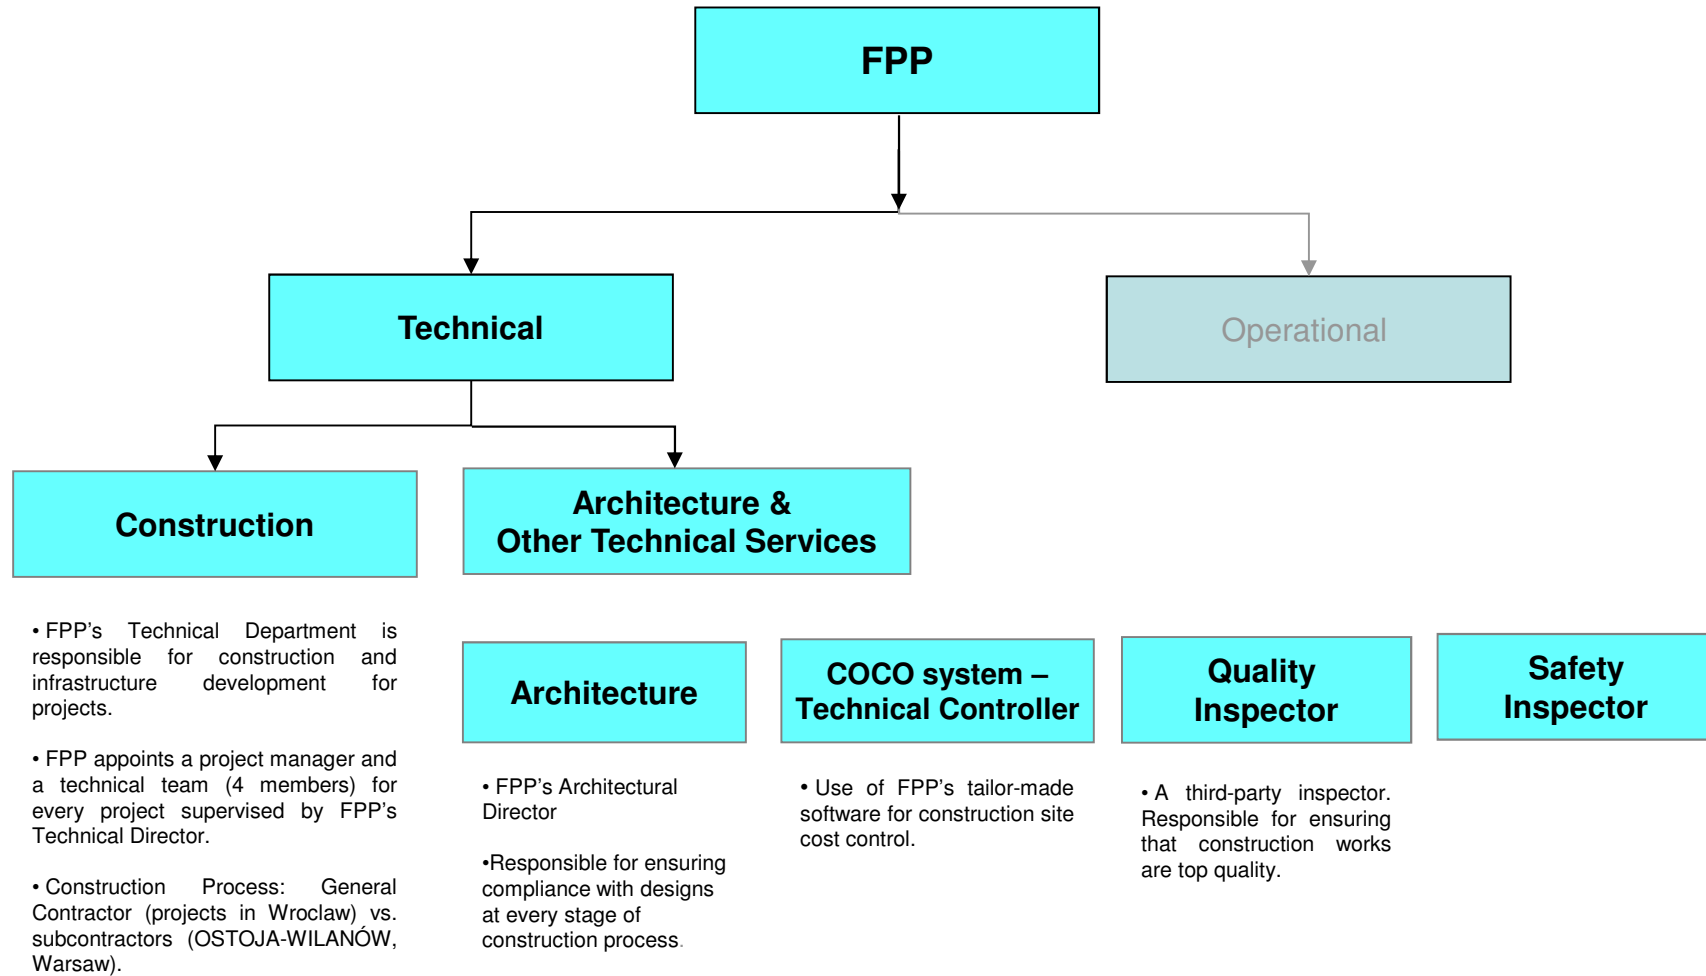 FPP
Technical
Operational
Construction
Architecture &
Other Technical Services
• FPP's Technical Department is
responsible for construction and
infrastructure development for
projects.
• FPP appoints a project manager and
a technical team (4 members) for
every project supervised by FPP's
Technical Director.
• Construction Process: General
Contractor (projects in Wroclaw) vs.
subcontractors (OSTOJA-WILANÓW,
Warsaw).
Architecture
• FPP's Architectural
Director
•Responsible for ensuring
compliance with designs
at every stage of
construction process.
COCO system –
Technical Controller
• Use of FPP's tailor-made
software for construction site
cost control.
Quality
Inspector
• A third-party inspector.
Responsible for ensuring
that construction works
are top quality.
Safety
Inspector